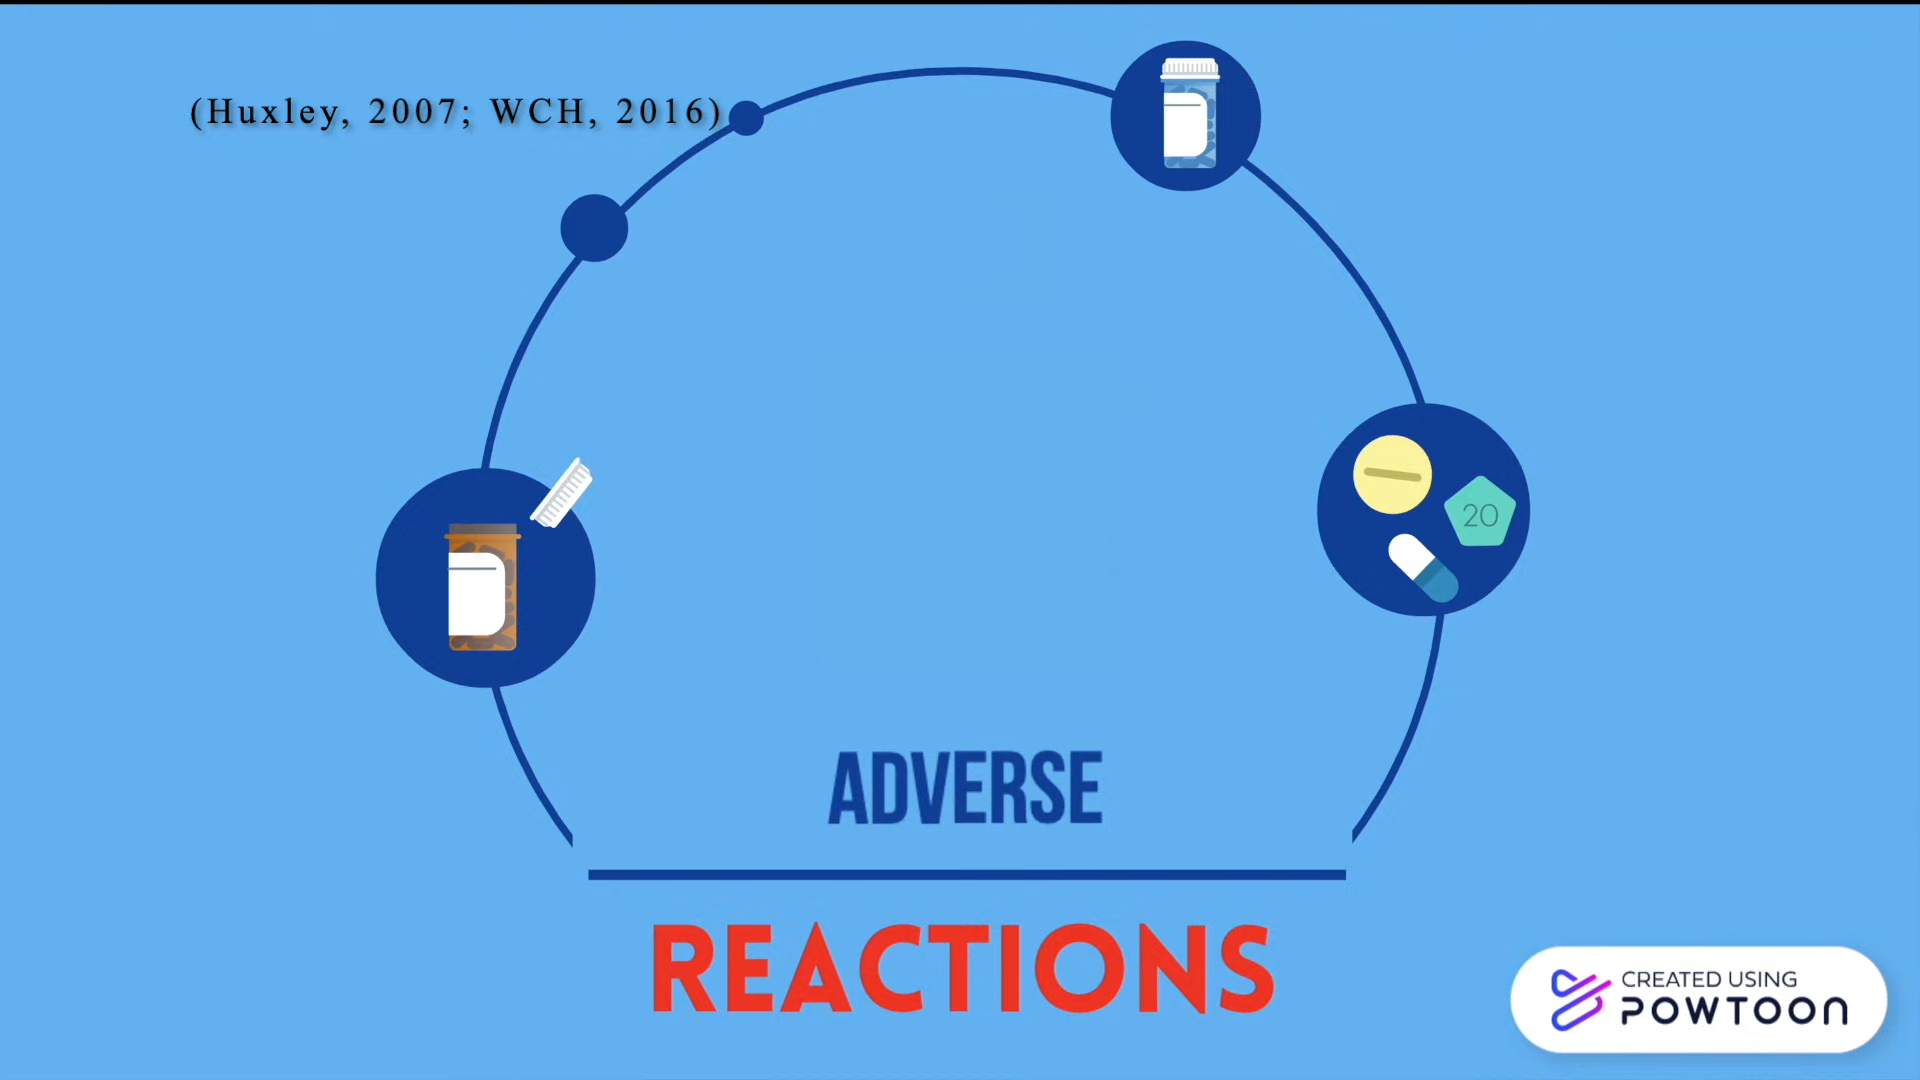 (Huxley, 2007; WCH, 2016)
20
ADVERSE
REACTIONS
CREATED USING
POWTOON